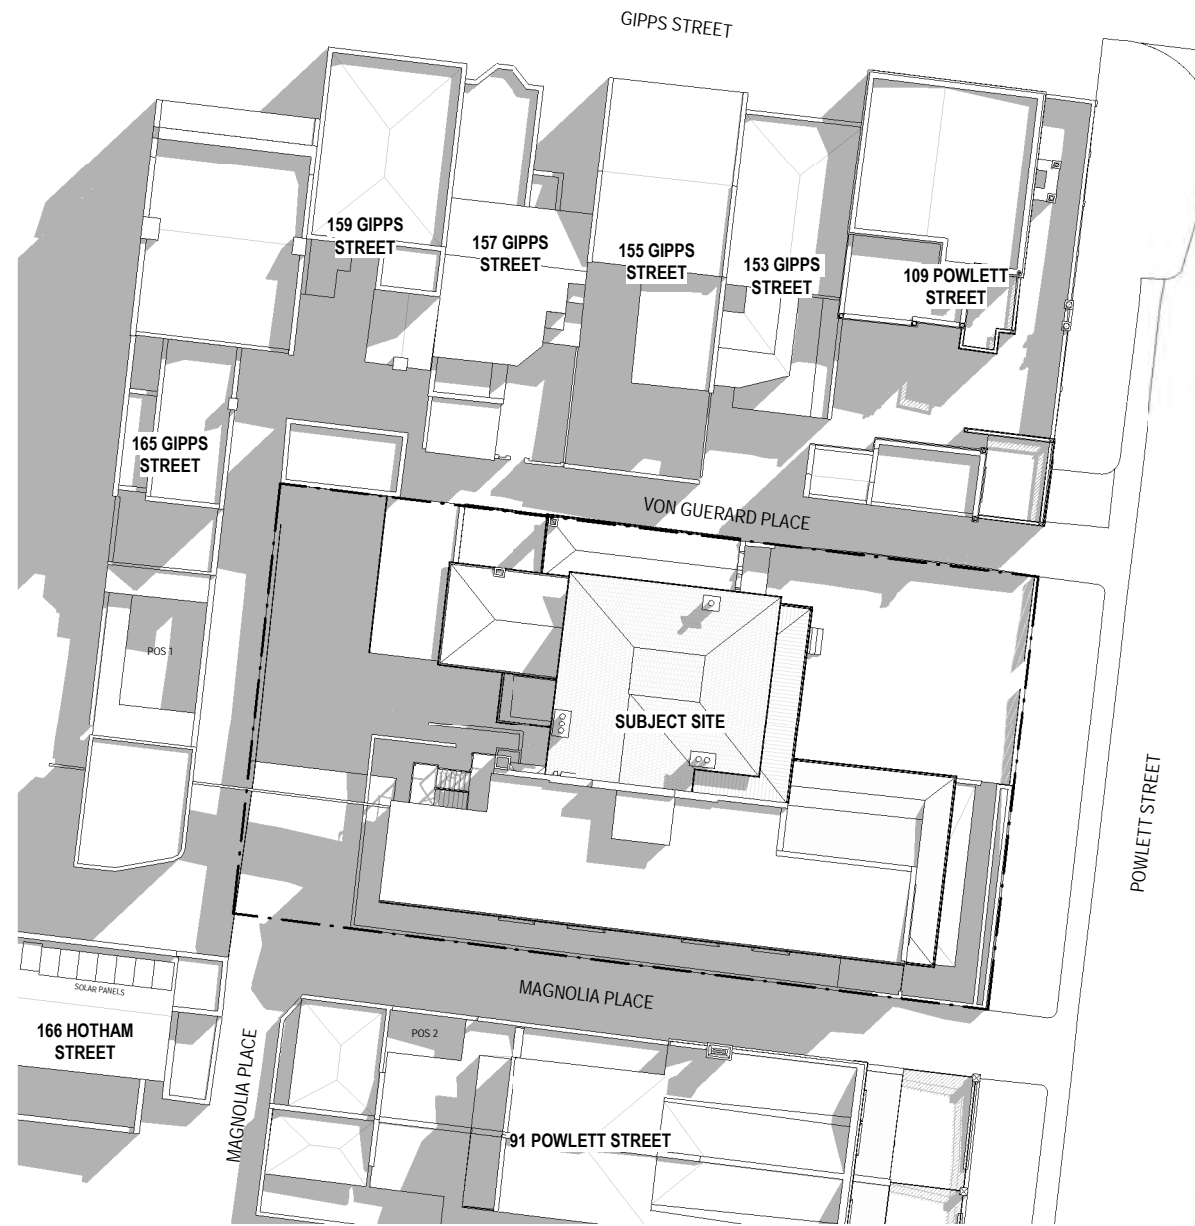 GIPPS STREET
159 GIPPS
STREET
157 GIPPS
STREET
155 GIPPS
STREET
153 GIPPS
STREET
109 POWLETT
STREET
165 GIPPS
STREET
VON GUERARD PLACE
POS 1
SUBJECT SITE
POWLETT STREET
SOLAR PANELS
MAGNOLIA PLACE
166 HOTHAM
STREET
POS 2
MAGNOLIA PLACE
91 POWLETT STREET